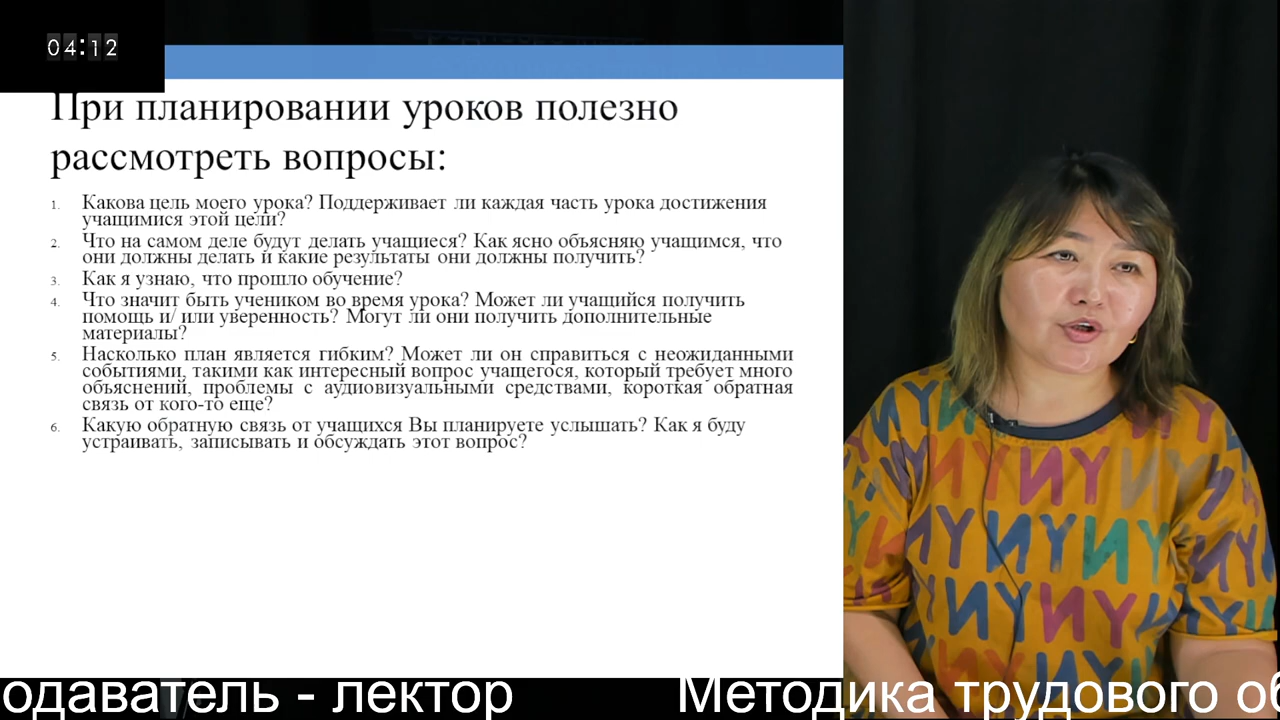 04:12
При планировании уроков полезно
рассмотреть вопросы:
1. Какова цель моего урока? Поддерживает ли каждая часть урока достижения
учащимися этой цели?
2. Что на самом деле будут делать учащиеся? Как ясно объясняю учащимся, что
они должны делать и какие результаты они должны получить?
3. Как я узнаю, что прошло обучение?
4. Что значит быть учеником во время урока? Может ли учащийся получить
помощь и/ или уверенность? Могут ли они получить дополнительные
материалы?
5. Насколько план является гибким? Может ли он справиться с неожиданными
событиями, такими как интересный вопрос учащегося, который требует много
объяснений, проблемы с аудиовизуальными средствами, короткая обратная
связь от кого-то еще?
6. Какую обратную связь от учащихся Вы планируете услышать? Как я буду
устраивать, записывать и обсуждать этот вопрос?
NY NY NY NY
одаватель - лектор Методика трудового об